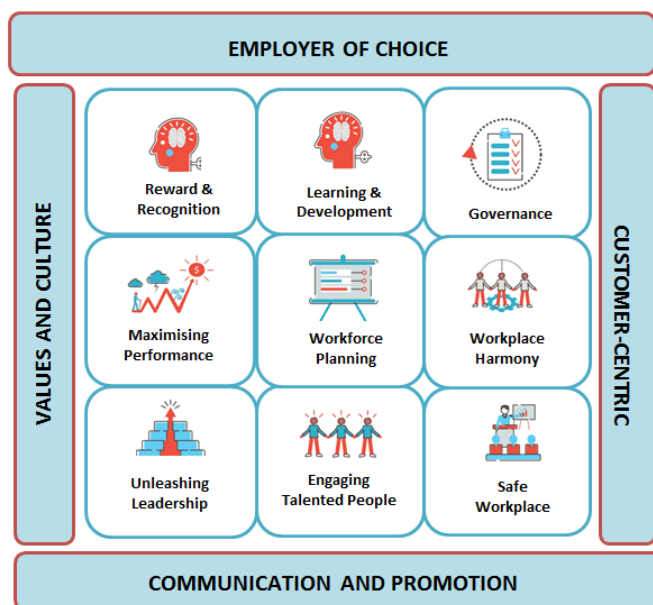 EMPLOYER OF CHOICE
VALUES AND CULTURE
Reward &
Recognition
Learning &
Development
Governance
Maximising
Performance
$
%
Workforce
Planning
Workplace
Harmony
Unleashing
Leadership
Engaging
Talented People
Safe
Workplace
CUSTOMER-CENTRIC
COMMUNICATION AND PROMOTION